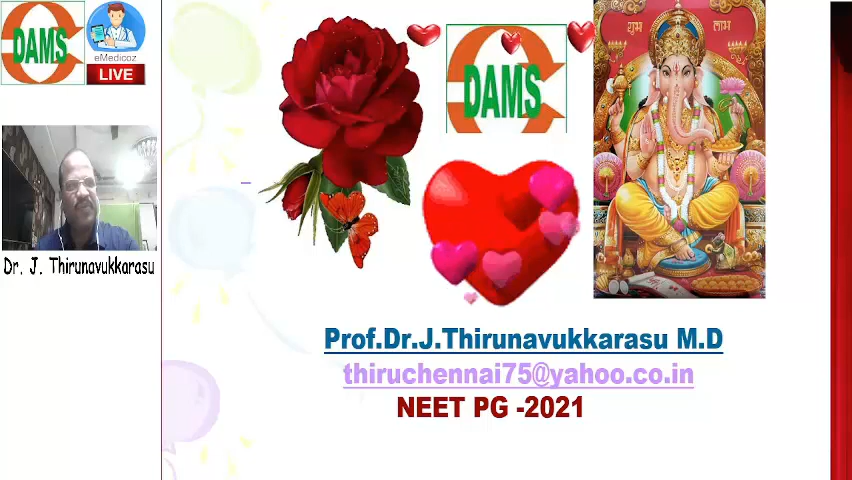 DAMS
eMedicoz
LIVE
Dr. J. Thirunavukkarasu
DAMS
शुभ लाभ
Prof.Dr.J.Thirunavukkarasu M.D
thiruchennai75@yahoo.co.in
NEET PG -2021